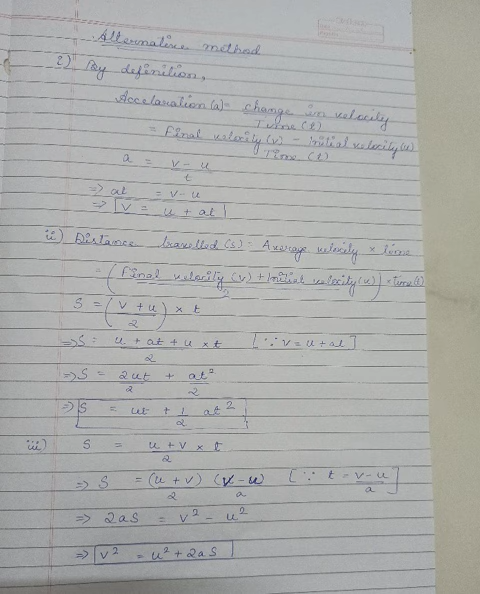 Alternative method
i) By definition,
Accelaration (a) = change in velocity / Time (t)
= Final velocity (v) - Initial velocity (u) / Time (t)
a = v - u / t
=> at = v - u
=> v = u + at
ii) Distance travelled (s) = Average velocity × time
= (Final velocity (v) + Initial velocity (u) / 2) × time (t)
S = (v + u / 2) × t
=> S = u + at + u / 2 × t [∵ v = u + at]
=> S = 2ut / 2 + at² / 2
=> S = ut + 1/2 at²
iii) S = u + v / 2 × t
=> S = (u + v) / 2 (v - u) / a [∵ t = v - u / a]
=> 2aS = v² - u²
=> v² = u² + 2aS